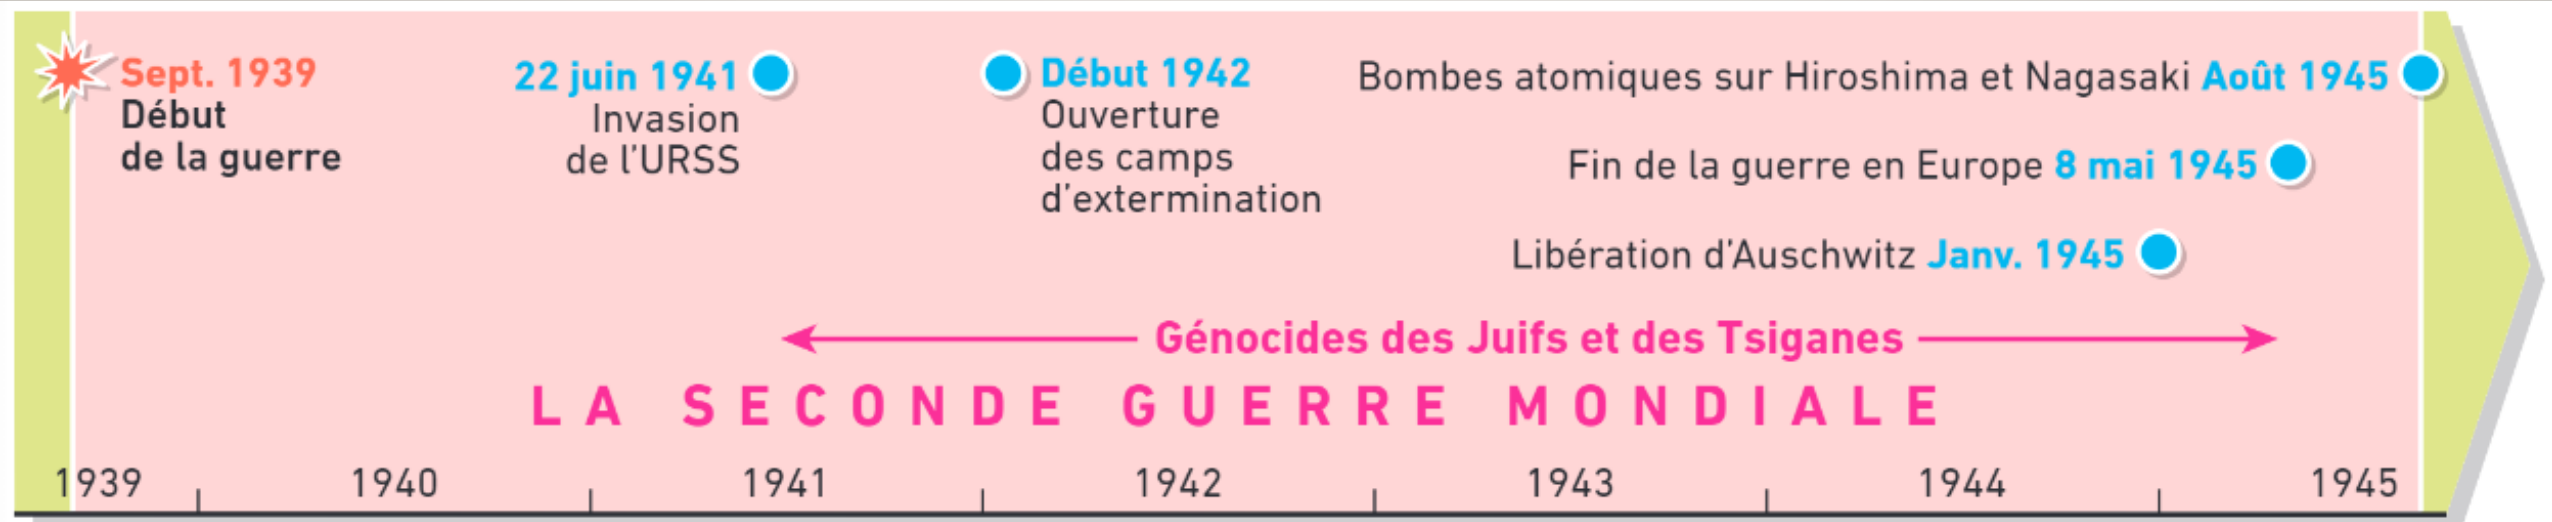 Sept. 1939
Début
de la guerre
22 juin 1941
Invasion
de l'URSS
Début 1942
Ouverture
des camps
d'extermination
Bombes atomiques sur Hiroshima et Nagasaki Août 1945
Fin de la guerre en Europe 8 mai 1945
Libération d'Auschwitz Janv. 1945
Génocides des Juifs et des Tsiganes
LA SECONDE GUERRE MONDIALE
1939 1940 1941 1942 1943 1944 1945